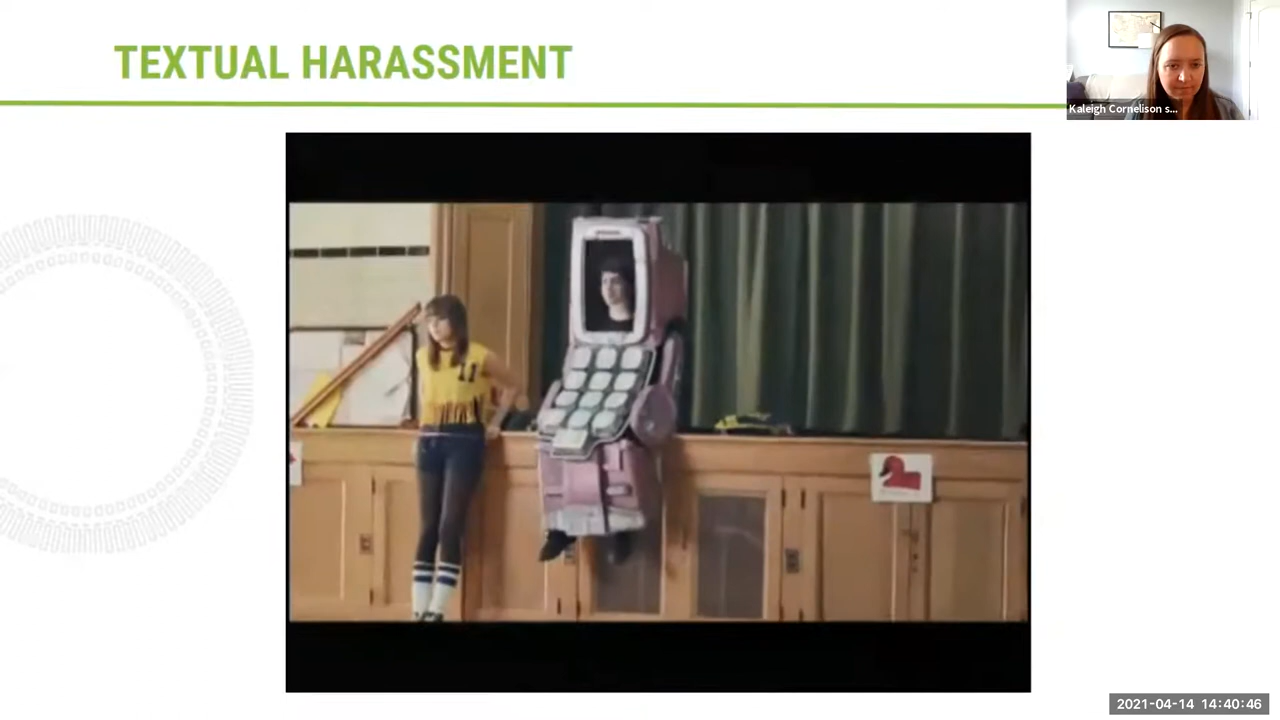 TEXTUAL HARASSMENT
Kaleigh Cornelison s...
11
2021-04-14 14:40:46